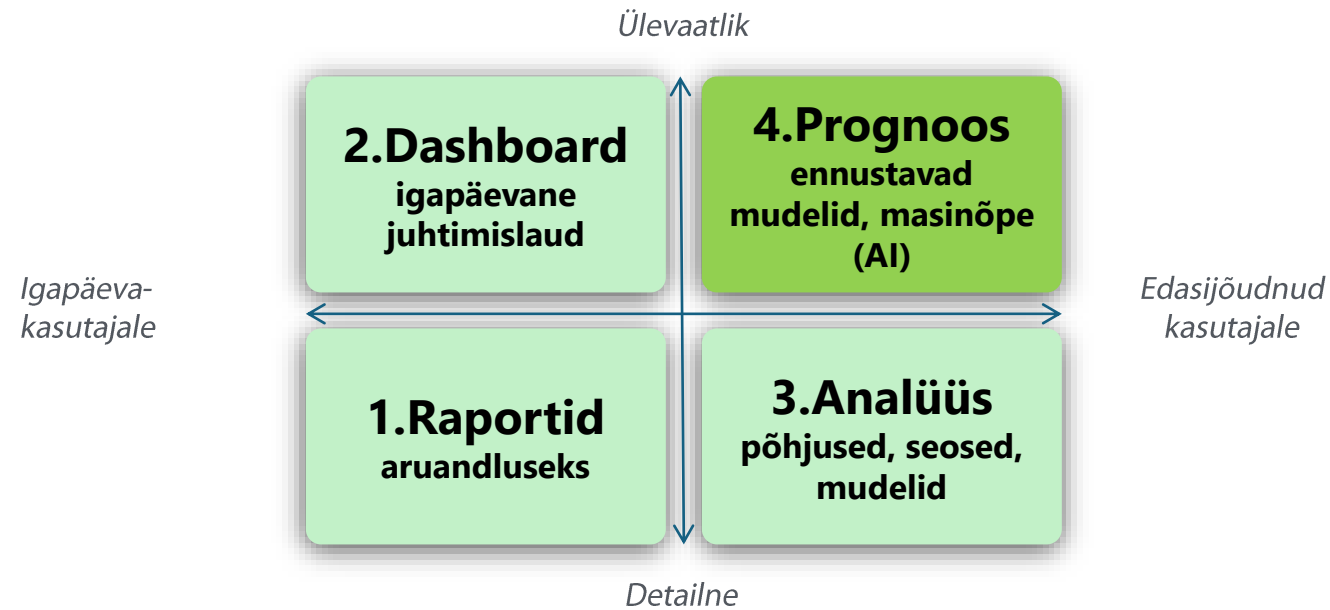 Ülevaatlik
2.Dashboard
igapäevane
juhtimislaud
4.Prognoos
ennustavad
mudelid, masinõpe
(AI)
Igapäeva-
kasutajale
Edasijõudnud
kasutajale
1.Raportid
aruandluseks
3.Analüüs
põhjused, seosed,
mudelid
Detailne